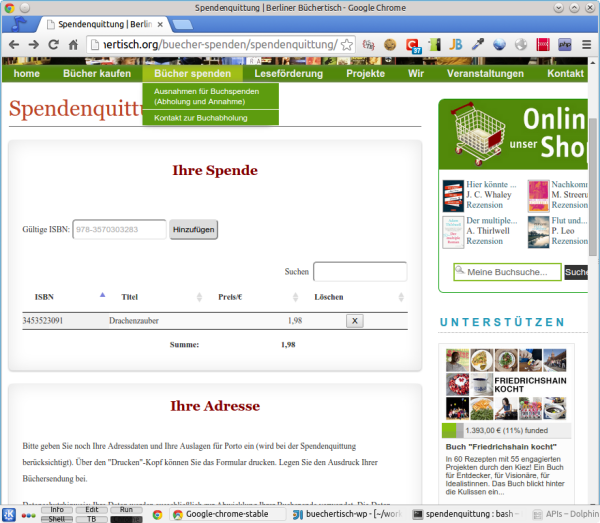 Spendenquittung | Berliner Büchertisch - Google Chrome
Spendenquittung | Berlin
hertisch.org/buecher-spenden/spendenquittung/
home Bücher kaufen Bücher spenden Leseförderung Projekte Wir Veranstaltungen Kontakt
Ausnahmen für Buchspenden
(Abholung und Annahme)
Kontakt zur Buchabholung
Spendenquittu
Ihre Spende
Gültige ISBN: 978-3570303283 Hinzufügen
Suchen
ISBN Titel Preis/€ Löschen
3453523091 Drachenzauber 1,98 X
Summe: 1,98
Ihre Adresse
Bitte geben Sie noch Ihre Adressdaten und Ihre Auslagen für Porto ein (wird bei der Spendenquittung
berücksichtigt). Über den "Drucken"-Kopf können Sie das Formular drucken. Legen Sie den Ausdruck Ihrer
Büchersendung bei.
Onlin
unser Shop
Hier könnte ...
J. C. Whaley
Rezension
Nachkomm
M. Streeru
Rezension
Der multiple...
A. Thirlwell
Rezension
Flut und...
P. Leo
Rezension
Meine Buchsuche... Suche
UNTERSTÜTZEN
FRIEDRICHSHAIN
KOCHT
1.393,00 € (11%) funded
Buch "Friedrichshain kocht"
In 60 Rezepten mit 55 engagierten
Projekten durch den Kiez! Ein Buch
für Entdecker, für Visionäre, für
Idealistinnen. Das Buch blickt hinter
die Kulissen ein...
Info Edit Run
Shell TB
Google-chrome-stable
buechertisch-wp - [~/work
spendenquittung : bash –
APIs – Dolphin